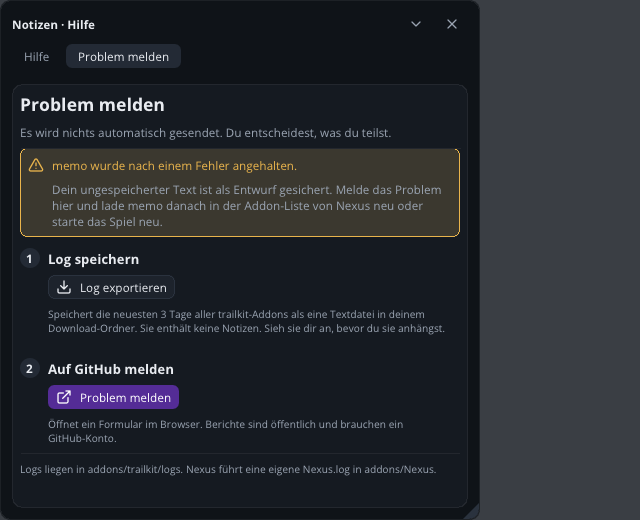 Notizen · Hilfe
Hilfe
Problem melden
Problem melden
Es wird nichts automatisch gesendet. Du entscheidest, was du teilst.
memo wurde nach einem Fehler angehalten.
Dein ungespeicherter Text ist als Entwurf gesichert. Melde das Problem
hier und lade memo danach in der Addon-Liste von Nexus neu oder
starte das Spiel neu.
1 Log speichern
Log exportieren
Speichert die neuesten 3 Tage aller trailkit-Addons als eine Textdatei in deinem
Download-Ordner. Sie enthält keine Notizen. Sieh sie dir an, bevor du sie anhängst.
2 Auf GitHub melden
Problem melden
Öffnet ein Formular im Browser. Berichte sind öffentlich und brauchen ein
GitHub-Konto.
Logs liegen in addons/trailkit/logs. Nexus führt eine eigene Nexus.log in addons/Nexus.